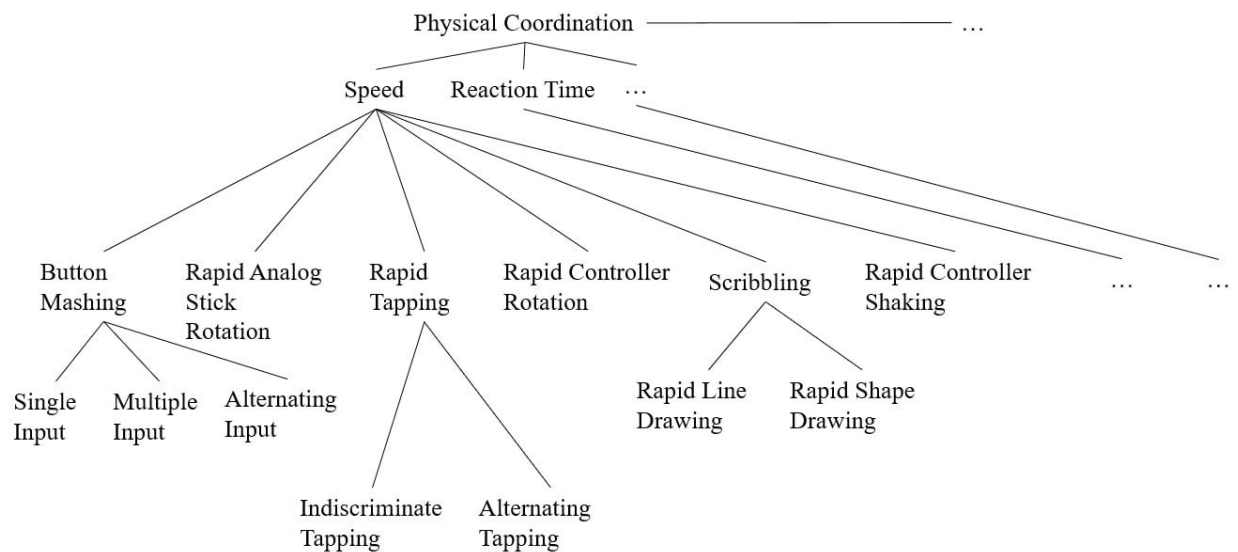 Physical Coordination …
Speed Reaction Time …
Button
Mashing
Rapid Analog
Stick
Rotation
Rapid
Tapping
Rapid Controller
Rotation
Scribbling
Rapid Controller
Shaking
…
…
Single
Input
Multiple
Input
Alternating
Input
Rapid Line
Drawing
Rapid Shape
Drawing
Indiscriminate
Tapping
Alternating
Tapping